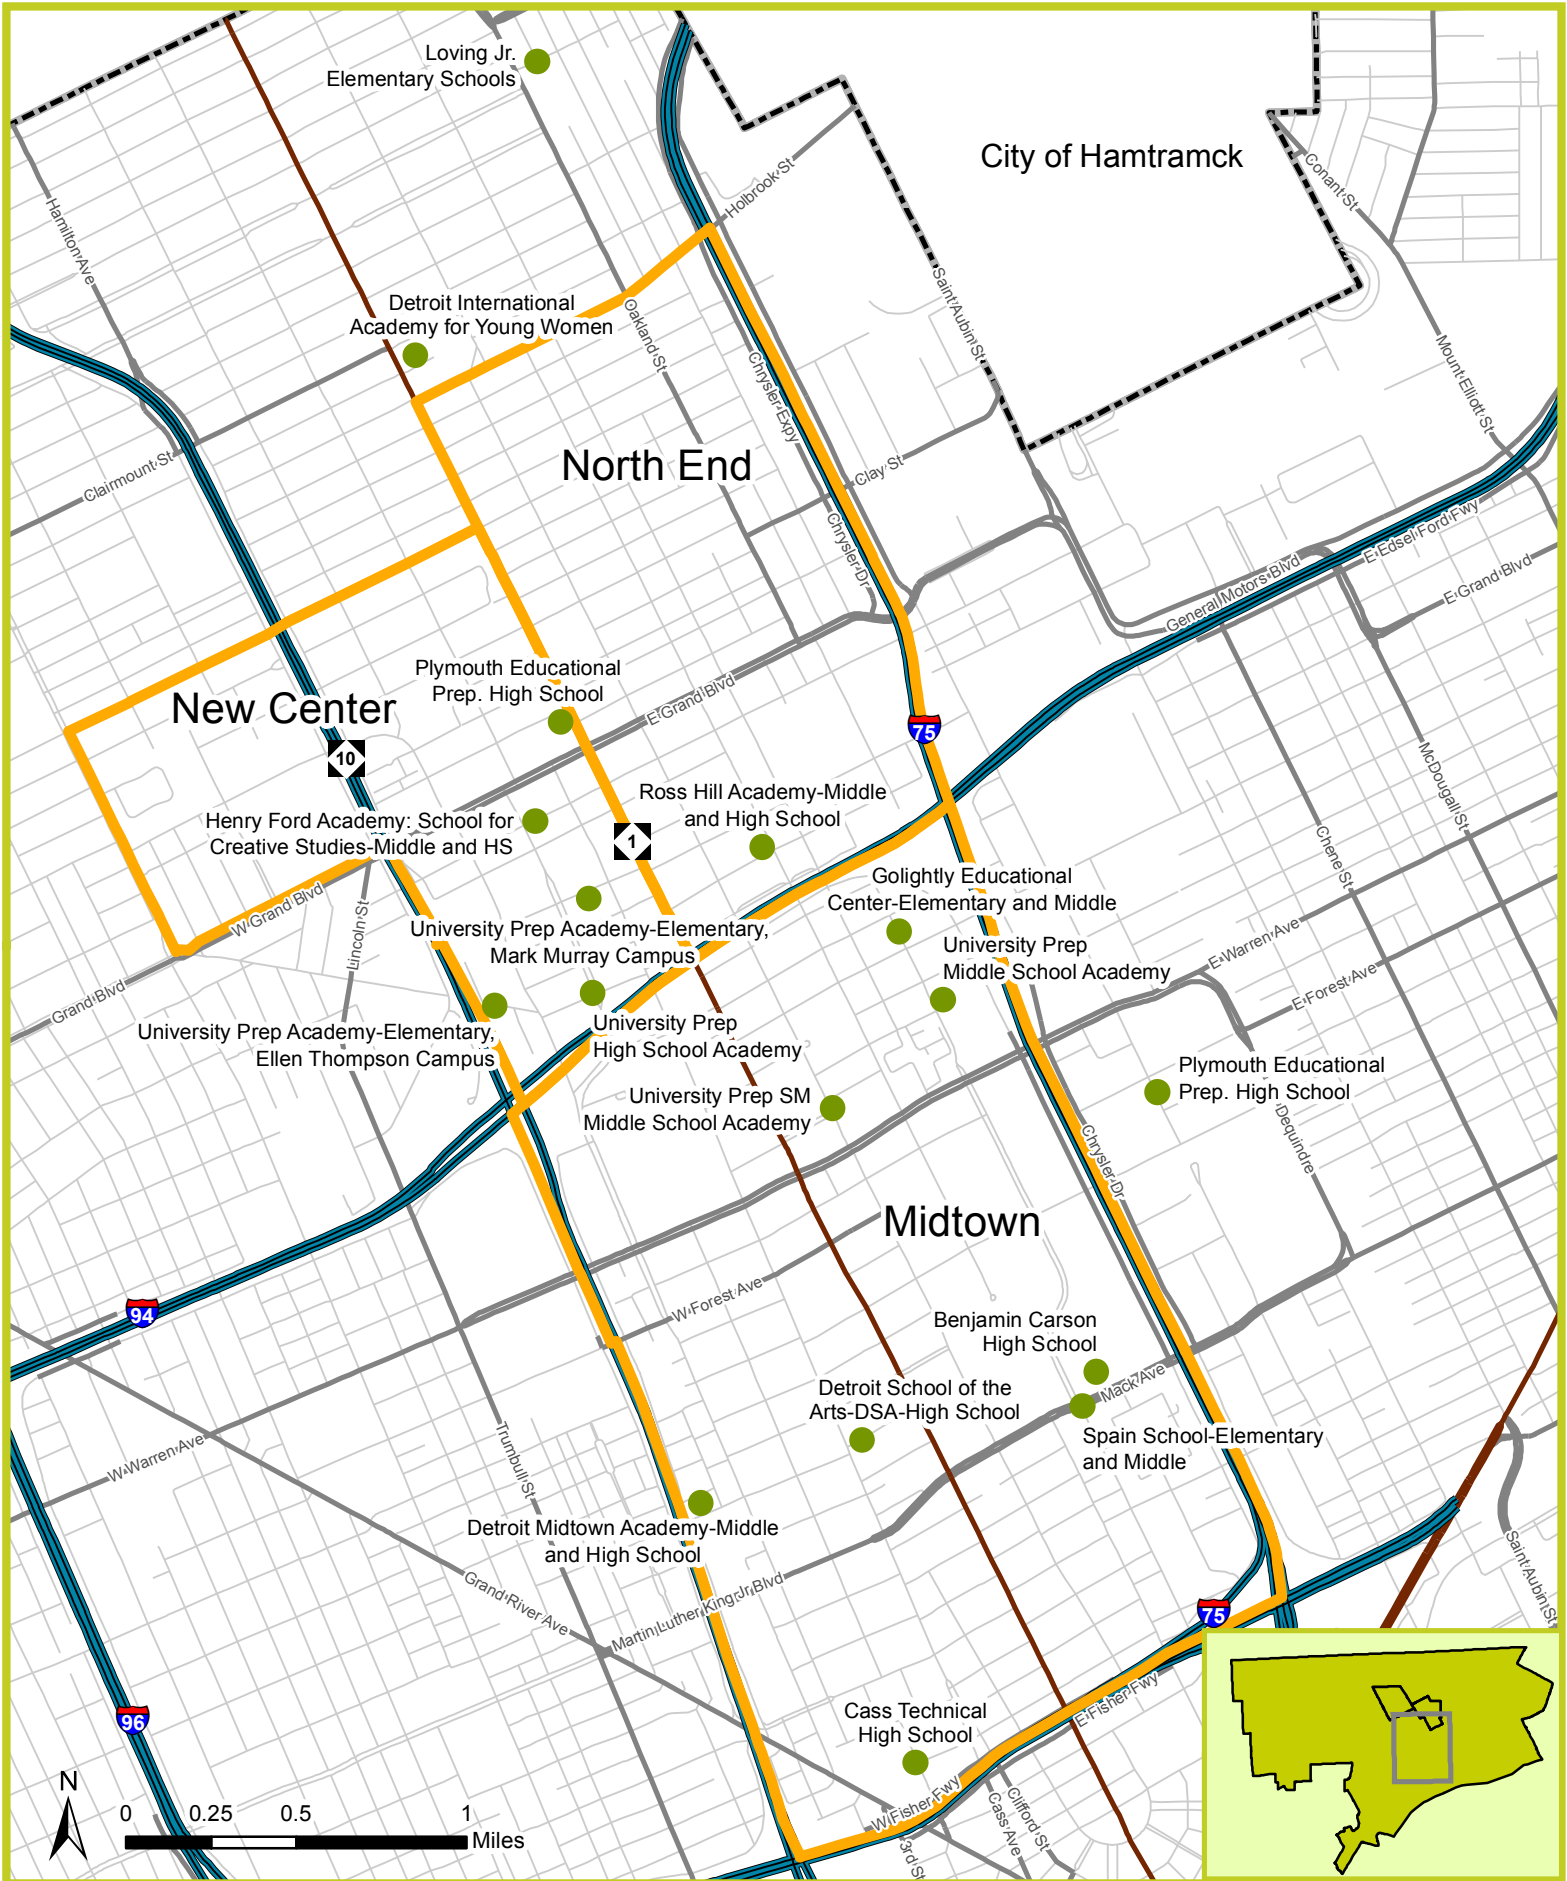 Loving Jr.
Elementary Schools
City of Hamtramck
Holbrook St
Conant St
Hamilton Ave
Saint Aubin St
Detroit International
Academy for Young Women
Oakland St
Chrysler Expy
Mount Elliott St
North End
Clairmount St
Clay St
Chrysler Dr
E Edsel Ford Fwy
General Motors Blvd
E Grand Blvd
Plymouth Educational
Prep. High School
E Grand Blvd
New Center
10
75
McDougall St
Ross Hill Academy-Middle
and High School
Henry Ford Academy: School for
Creative Studies-Middle and HS
1
Chene St
Golightly Educational
Center-Elementary and Middle
W Grand Blvd
Lincoln St
University Prep Academy-Elementary,
Mark Murray Campus
University Prep
Middle School Academy
E Warren Ave
E Forest Ave
Grand Blvd
University Prep Academy-Elementary,
Ellen Thompson Campus
University Prep
High School Academy
Plymouth Educational
Prep. High School
University Prep SM
Middle School Academy
Dequindre
Chrysler Dr
Midtown
94
W Forest Ave
Benjamin Carson
High School
Mack Ave
Detroit School of the
Arts-DSA-High School
Spain School-Elementary
and Middle
W Warren Ave
Trumbull St
Detroit Midtown Academy-Middle
and High School
Saint Aubin St
Grand River Ave
Martin Luther King Jr Blvd
75
E Fisher Fwy
Cass Technical
High School
96
W Fisher Fwy
Cass Ave
Clifford St
3rd St
N
0 0.25 0.5 1
Miles